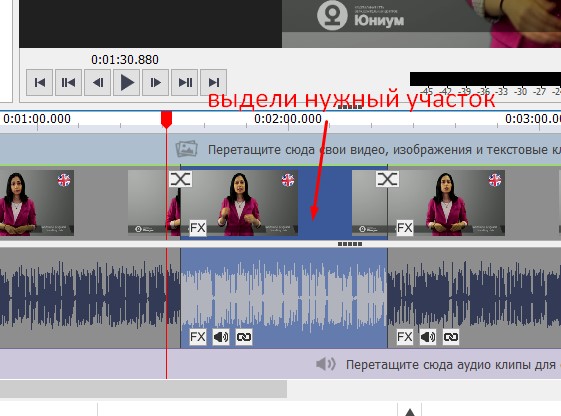 Юниум
0:01:30.880
-45 -42 -39 -36 -33 -30 -27 -24
выдели нужный участок
0:01:00.000 0:02:00.000 0:03:00.0
Перетащите сюда свои видео, изображения и текстовые кл
FX FX
FX FX
Перетащите сюда аудио клипы для